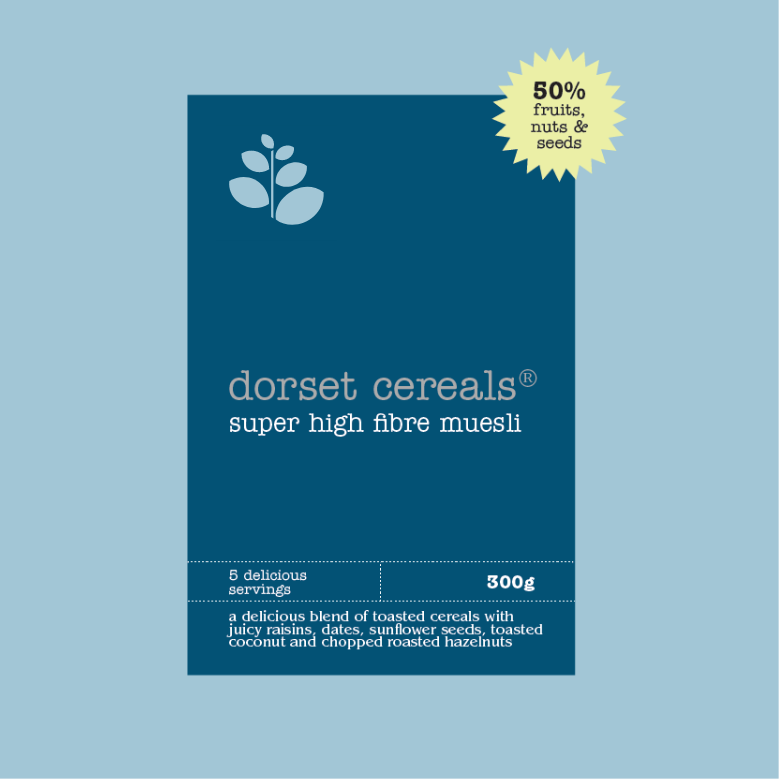 50%
fruits,
nuts &
seeds
dorset cereals®
super high fibre muesli
5 delicious
servings
300g
a delicious blend of toasted cereals with
juicy raisins, dates, sunflower seeds, toasted
coconut and chopped roasted hazelnuts